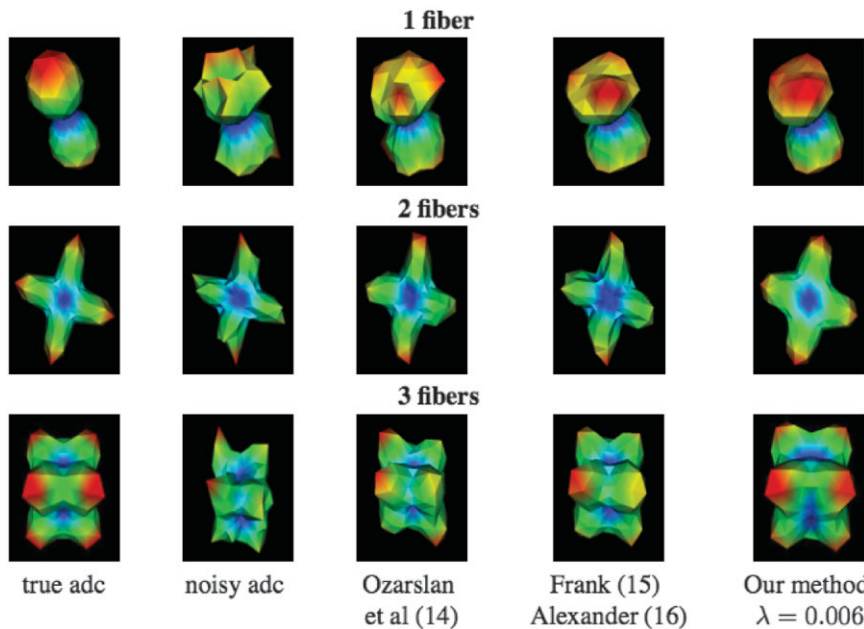 1 fiber
2 fibers
3 fibers
true adc
noisy adc
Ozarslan
et al (14)
Frank (15)
Alexander (16)
Our method
λ = 0.006